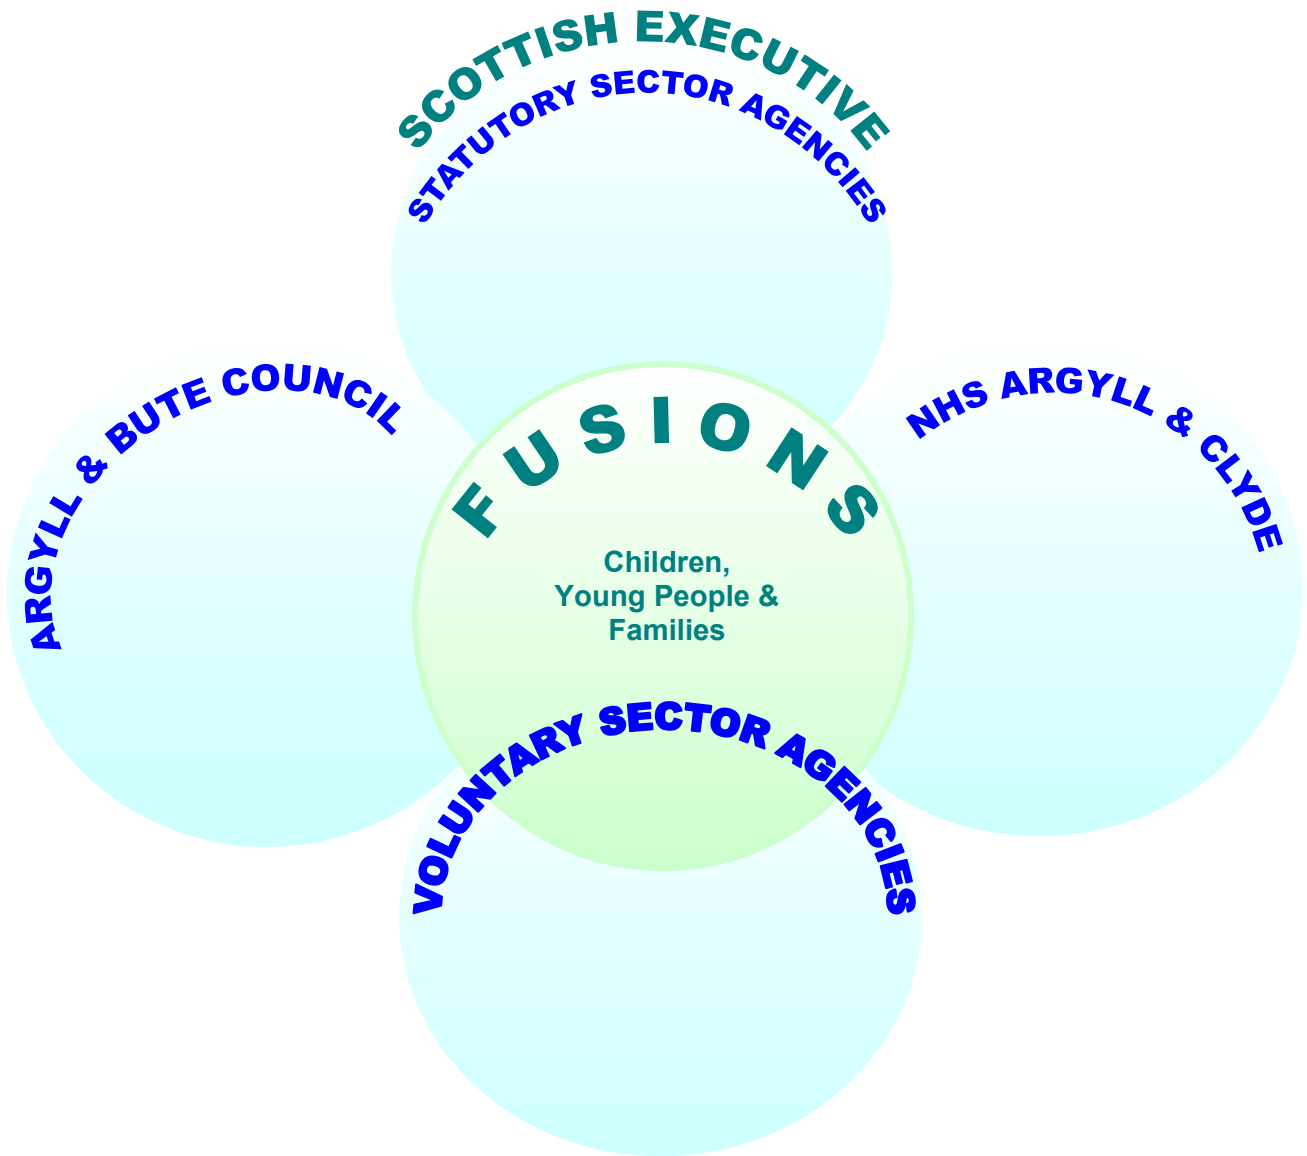 SCOTTISH EXECUTIVE
STATUTORY SECTOR AGENCIES
ARGYLL & BUTE COUNCIL
NHS ARGYLL & CLYDE
FUSIONS
Children,
Young People &
Families
VOLUNTARY SECTOR AGENCIES